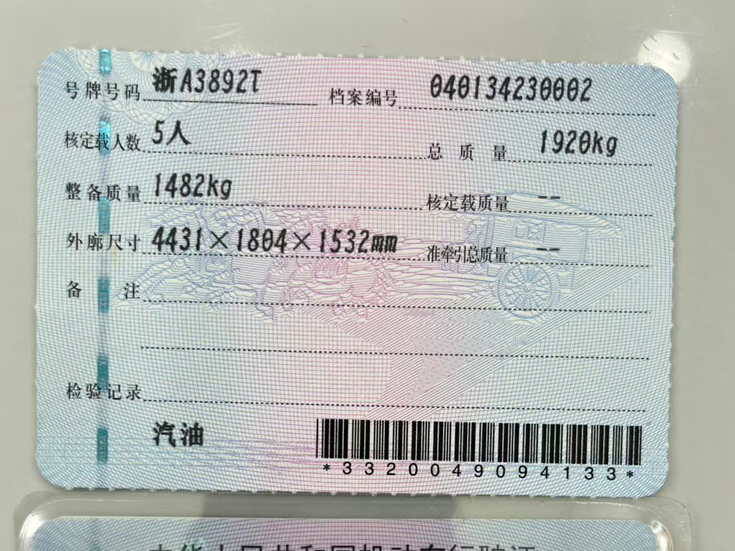 号牌号码 浙A3892T 档案编号 040134230002
核定载人数 5人 总质量 1920kg
整备质量 1482kg 核定载质量 --
外廓尺寸 4431×1804×1532mm 准牵引总质量 --
备注
检验记录
汽油
*3320049094133*